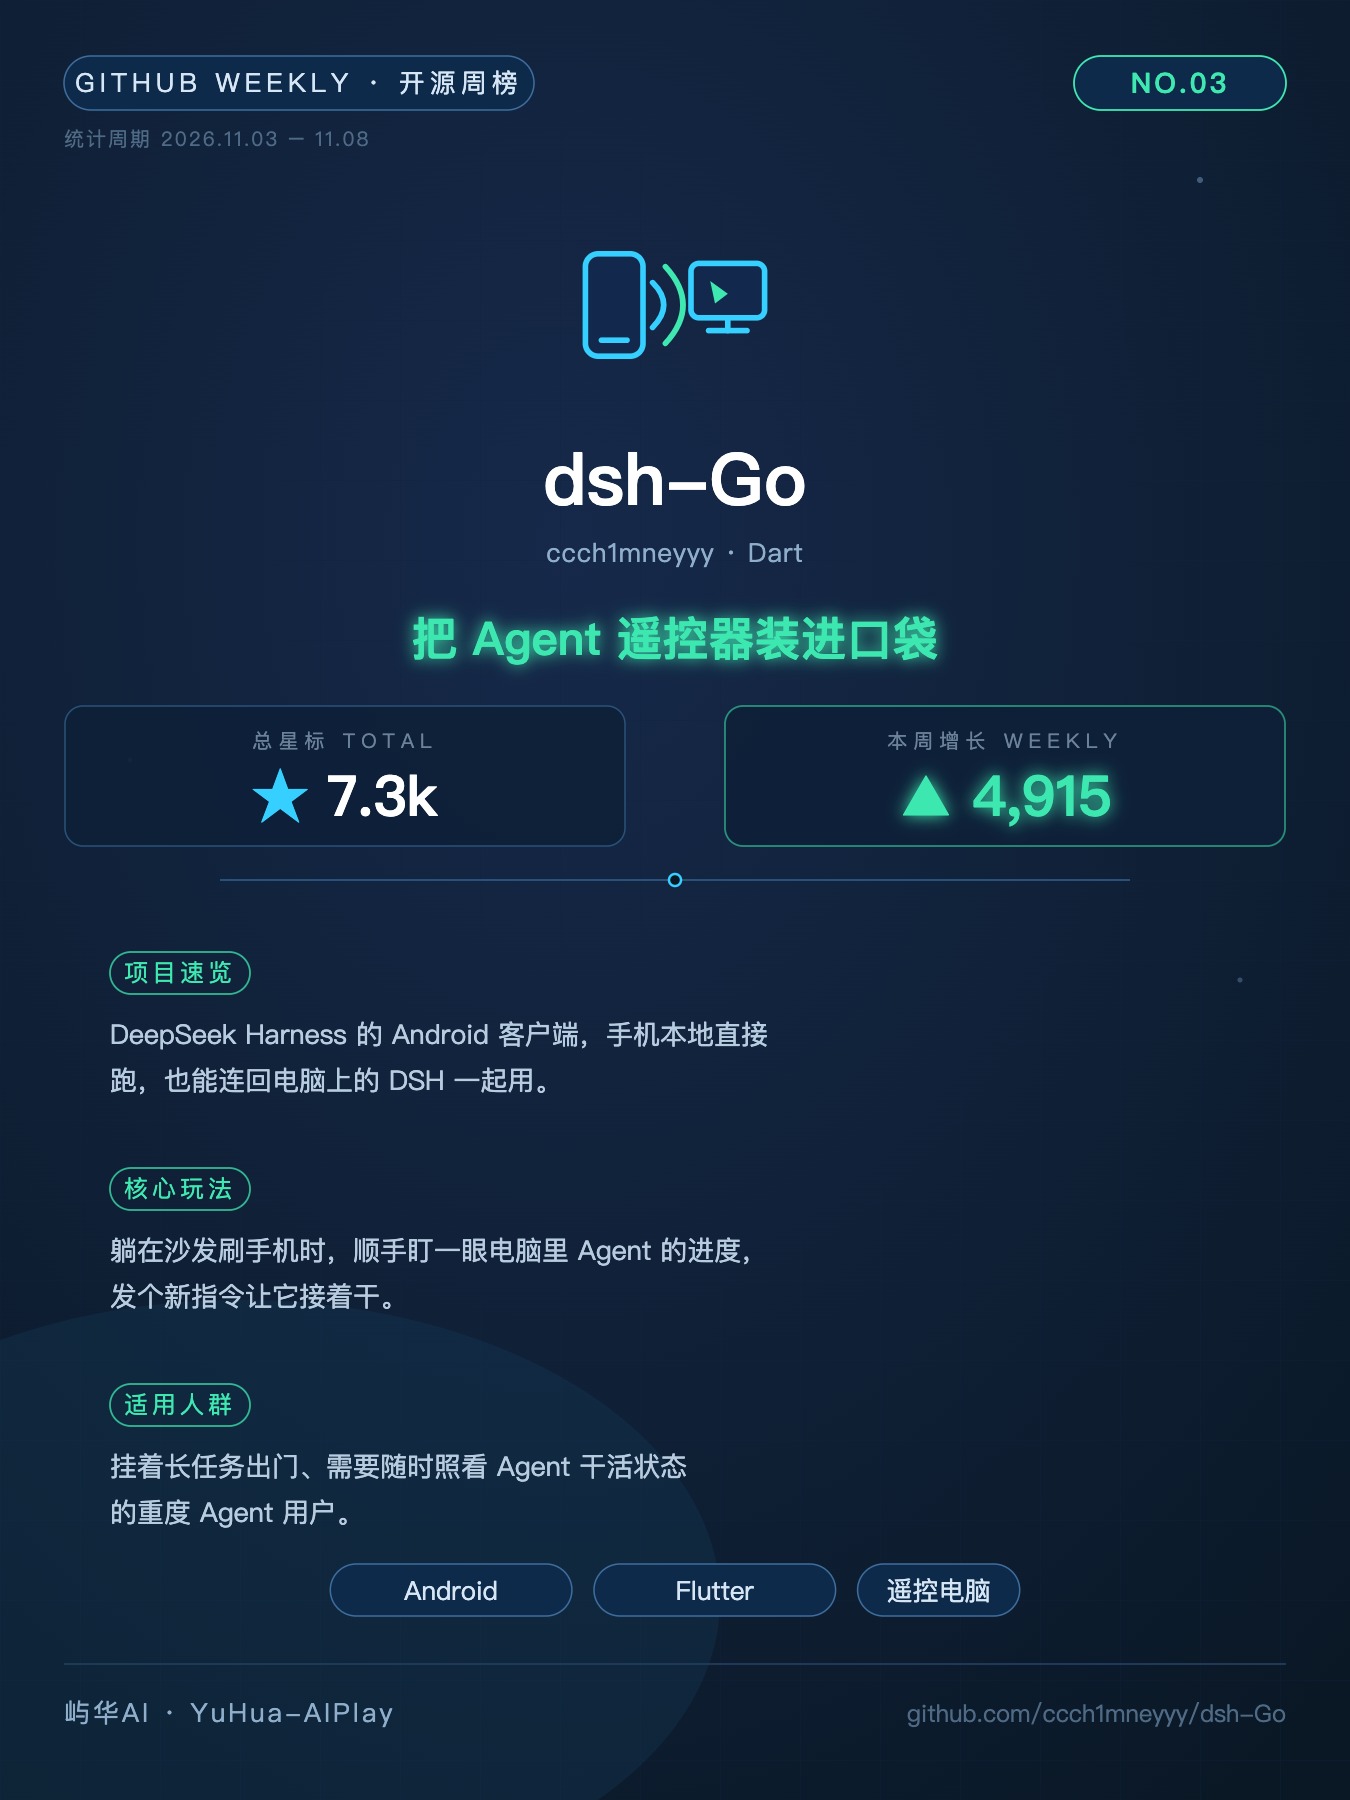 GITHUB WEEKLY · 开源周榜
NO.03
统计周期 2026.11.03 — 11.08
dsh-Go
ccch1mneyyy · Dart
把 Agent 遥控器装进口袋
总星标 TOTAL
★ 7.3k
本周增长 WEEKLY
▲ 4,915
项目速览
DeepSeek Harness 的 Android 客户端，手机本地直接
跑，也能连回电脑上的 DSH 一起用。
核心玩法
躺在沙发刷手机时，顺手盯一眼电脑里 Agent 的进度，
发个新指令让它接着干。
适用人群
挂着长任务出门、需要随时照看 Agent 干活状态
的重度 Agent 用户。
Android
Flutter
遥控电脑
屿华AI · YuHua-AIPlay
github.com/ccch1mneyyy/dsh-Go